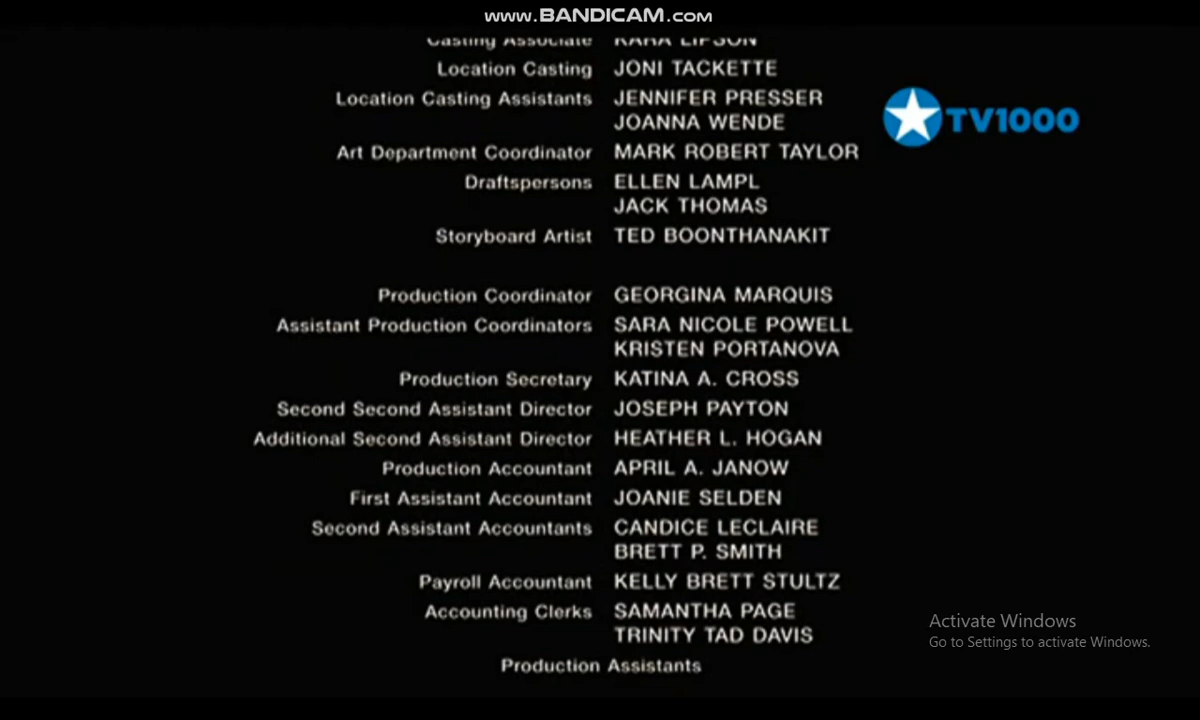 www.BANDICAM.com
Casting Associate KARA LIPSON
Location Casting JONI TACKETTE
Location Casting Assistants JENNIFER PRESSER
JOANNA WENDE
TV1000
Art Department Coordinator MARK ROBERT TAYLOR
Draftspersons ELLEN LAMPL
JACK THOMAS
Storyboard Artist TED BOONTHANAKIT
Production Coordinator GEORGINA MARQUIS
Assistant Production Coordinators SARA NICOLE POWELL
KRISTEN PORTANOVA
Production Secretary KATINA A. CROSS
Second Second Assistant Director JOSEPH PAYTON
Additional Second Assistant Director HEATHER L. HOGAN
Production Accountant APRIL A. JANOW
First Assistant Accountant JOANIE SELDEN
Second Assistant Accountants CANDICE LECLAIRE
BRETT P. SMITH
Payroll Accountant KELLY BRETT STULTZ
Accounting Clerks SAMANTHA PAGE
TRINITY TAD DAVIS
Production Assistants
Activate Windows
Go to Settings to activate Windows.